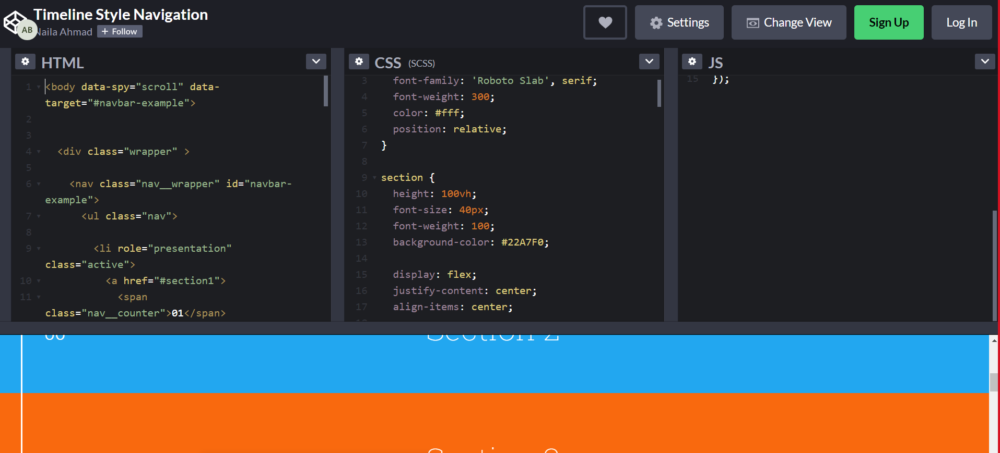 Timeline Style Navigation
AB
Naila Ahmad
+ Follow
Settings
Change View
Sign Up
Log In
HTML
1 <body data-spy="scroll" data-
target="#navbar-example">
2
3
4 <div class="wrapper" >
5
6 <nav class="nav__wrapper" id="navbar-
example">
7 <ul class="nav">
8
9 <li role="presentation"
class="active">
10 <a href="#section1">
11 <span
class="nav__counter">01</span>
CSS (SCSS)
3 font-family: 'Roboto Slab', serif;
4 font-weight: 300;
5 color: #fff;
6 position: relative;
7 }
8
9 section {
10 height: 100vh;
11 font-size: 40px;
12 font-weight: 100;
13 background-color: #22A7F0;
14
15 display: flex;
16 justify-content: center;
17 align-items: center;
JS
15 });
Section 2